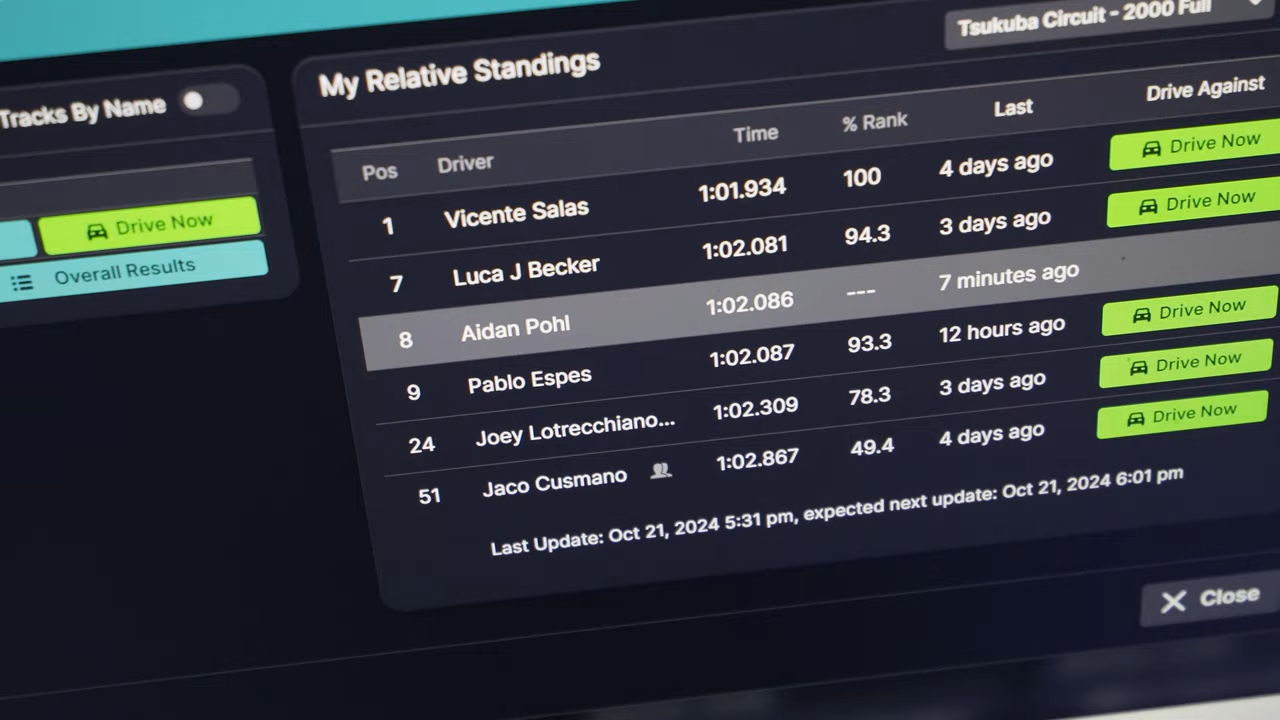 Tsukuba Circuit - 2000 Full
My Relative Standings
Tracks By Name
Pos Driver Time % Rank Last Drive Against
1 Vicente Salas 1:01.934 100 4 days ago Drive Now
7 Luca J Becker 1:02.081 94.3 3 days ago Drive Now
8 Aidan Pohl 1:02.086 --- 7 minutes ago
9 Pablo Espes 1:02.087 93.3 12 hours ago Drive Now
24 Joey Lotrecchiano... 1:02.309 78.3 3 days ago Drive Now
51 Jaco Cusmano 1:02.867 49.4 4 days ago Drive Now
Last Update: Oct 21, 2024 5:31 pm, expected next update: Oct 21, 2024 6:01 pm
Drive Now
Overall Results
Close